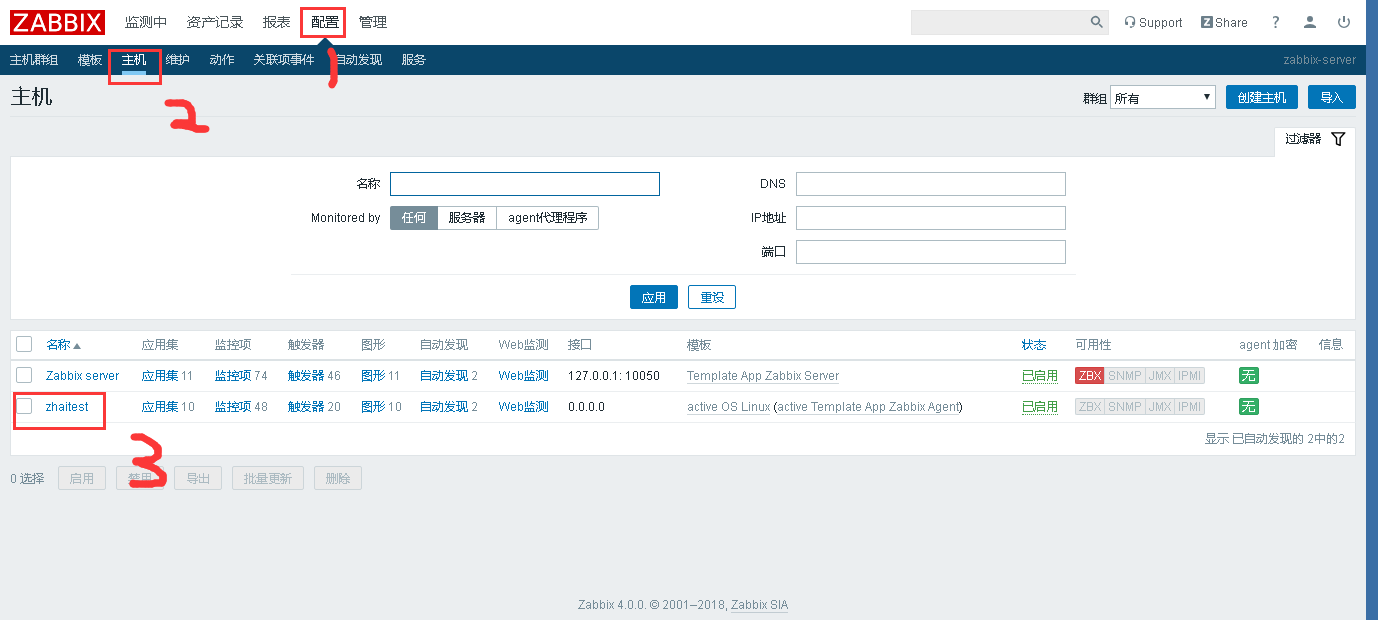 ZABBIX 监测中 资产记录 报表 配置 管理 Support Z Share ?
主机群组 模板 主机 维护 动作 关联项事件 自动发现 服务 zabbix-server
1
主机 群组 所有 创建主机 导入
2
过滤器
名称 DNS
Monitored by 任何 服务器 agent代理程序 IP地址
端口
应用 重设
名称 应用集 监控项 触发器 图形 自动发现 Web监测 接口 模板 状态 可用性 agent 加密 信息
Zabbix server 应用集 11 监控项 74 触发器 46 图形 11 自动发现 2 Web监测 127.0.0.1: 10050 Template App Zabbix Server 已启用 ZBX SNMP JMX IPMI 无
zhaitest 应用集 10 监控项 48 触发器 20 图形 10 自动发现 2 Web监测 0.0.0.0 active OS Linux (active Template App Zabbix Agent) 已启用 ZBX SNMP JMX IPMI 无
显示 已自动发现的 2中的2
3
0 选择 启用 禁用 导出 批量更新 删除
Zabbix 4.0.0. © 2001–2018, Zabbix SIA